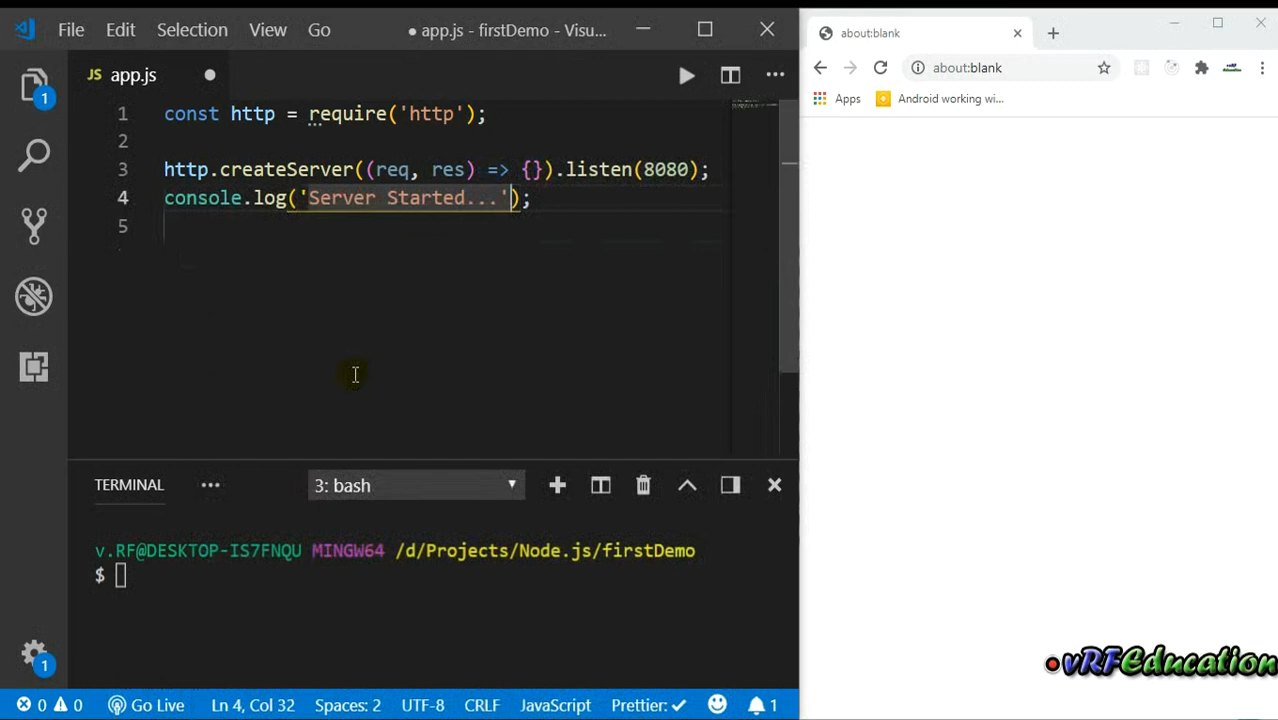 File Edit Selection View Go ● app.js - firstDemo - Visu...
about:blank
JS app.js
about:blank
Apps Android working wi...
1 const http = require('http');
2
3 http.createServer((req, res) => {}).listen(8080);
4 console.log('Server Started...');
5
1
TERMINAL ... 3: bash
v.RF@DESKTOP-IS7FNQU MINGW64 /d/Projects/Node.js/firstDemo
$
1
vRFEducation
0 0 Go Live Ln 4, Col 32 Spaces: 2 UTF-8 CRLF JavaScript Prettier: ✓ 1